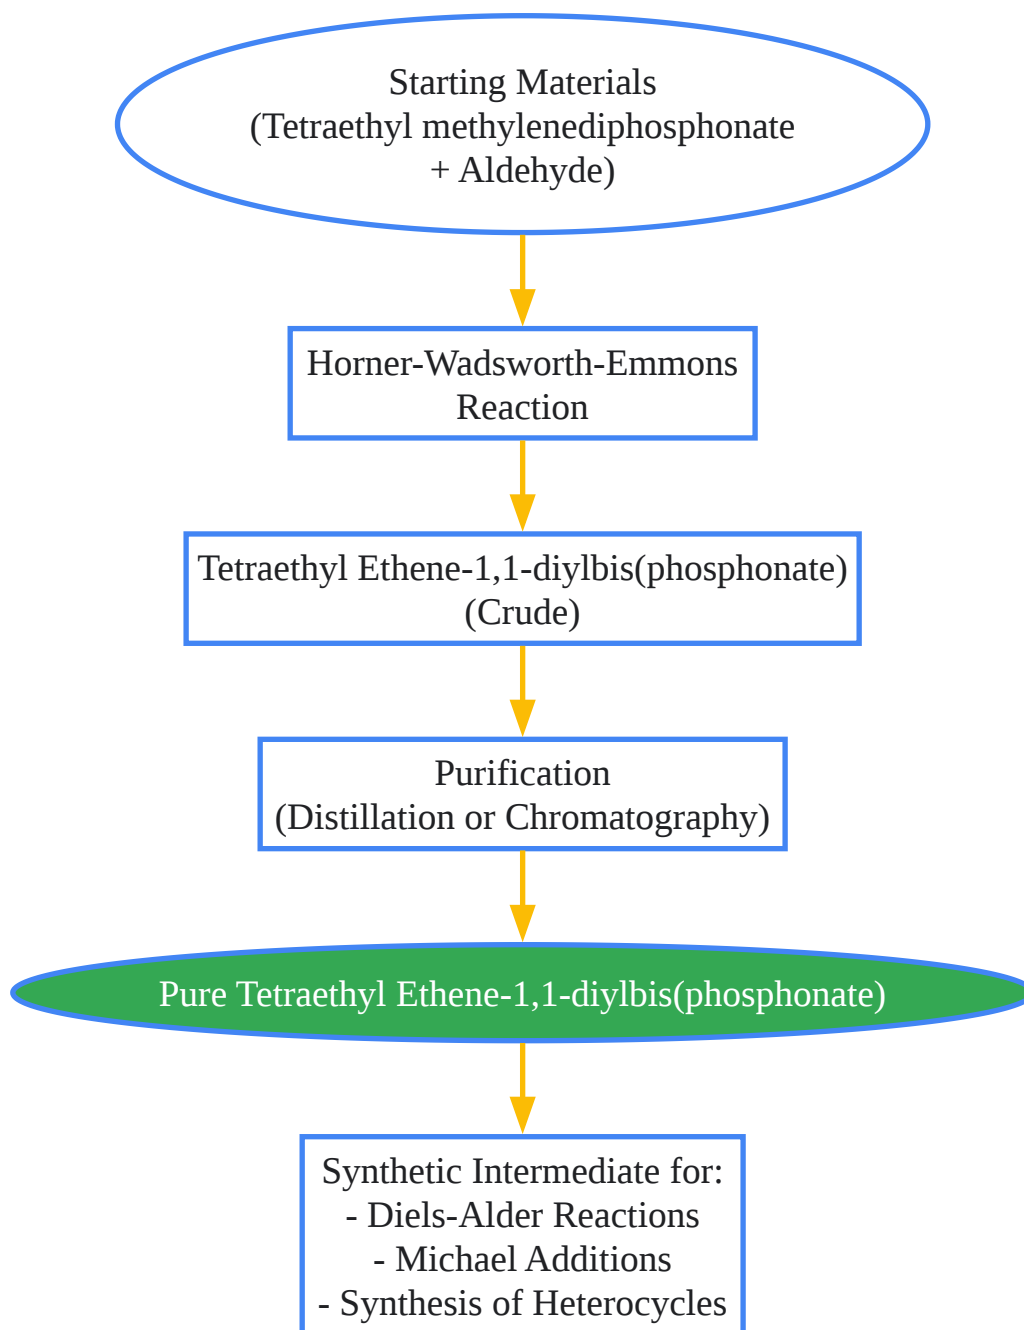 Starting Materials
(Tetraethyl methylenediphosphonate
+ Aldehyde)
Horner-Wadsworth-Emmons
Reaction
Tetraethyl Ethene-1,1-diylbis(phosphonate)
(Crude)
Purification
(Distillation or Chromatography)
Pure Tetraethyl Ethene-1,1-diylbis(phosphonate)
Synthetic Intermediate for:
- Diels-Alder Reactions
- Michael Additions
- Synthesis of Heterocycles